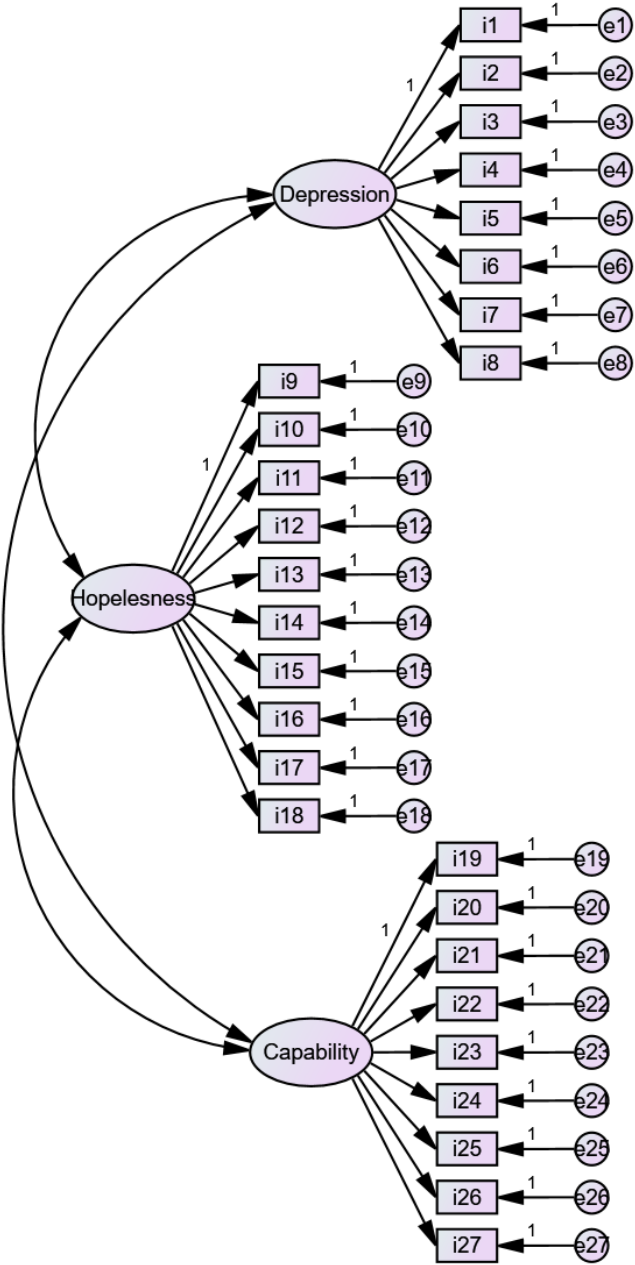 i1 1 e1
i2 1 e2
1
i3 1 e3
i4 1 e4
Depression
i5 1 e5
i6 1 e6
i7 1 e7
i8 1 e8
i9 1 e9
i10 1 e10
1
i11 1 e11
i12 1 e12
i13 1 e13
Hopelesness
i14 1 e14
i15 1 e15
i16 1 e16
i17 1 e17
i18 1 e18
i19 1 e19
i20 1 e20
1
i21 1 e21
i22 1 e22
Capability
i23 1 e23
i24 1 e24
i25 1 e25
i26 1 e26
i27 1 e27